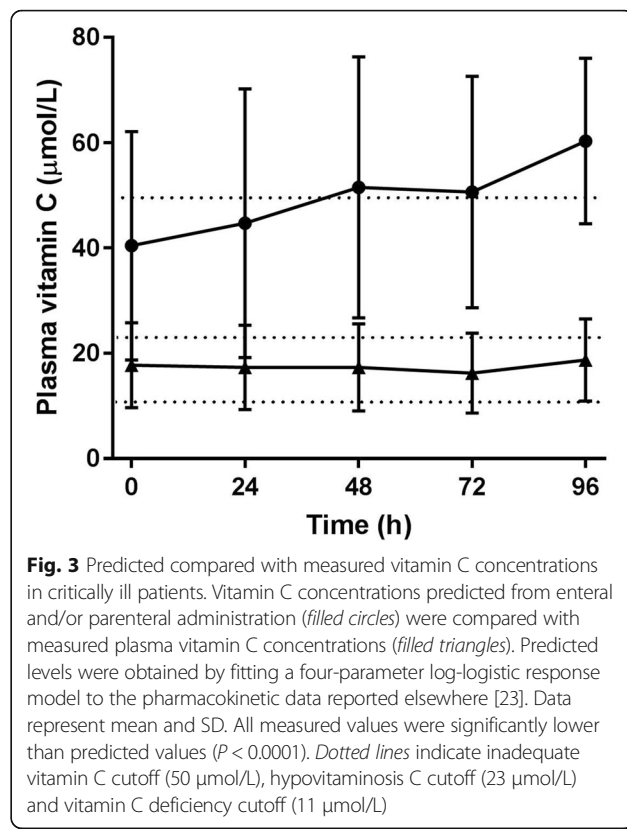 80
60
40
20
0
Plasma vitamin C (μmol/L)
0 24 48 72 96
Time (h)
Fig. 3 Predicted compared with measured vitamin C concentrations
in critically ill patients. Vitamin C concentrations predicted from enteral
and/or parenteral administration (filled circles) were compared with
measured plasma vitamin C concentrations (filled triangles). Predicted
levels were obtained by fitting a four-parameter log-logistic response
model to the pharmacokinetic data reported elsewhere [23]. Data
represent mean and SD. All measured values were significantly lower
than predicted values (P < 0.0001). Dotted lines indicate inadequate
vitamin C cutoff (50 μmol/L), hypovitaminosis C cutoff (23 μmol/L)
and vitamin C deficiency cutoff (11 μmol/L)